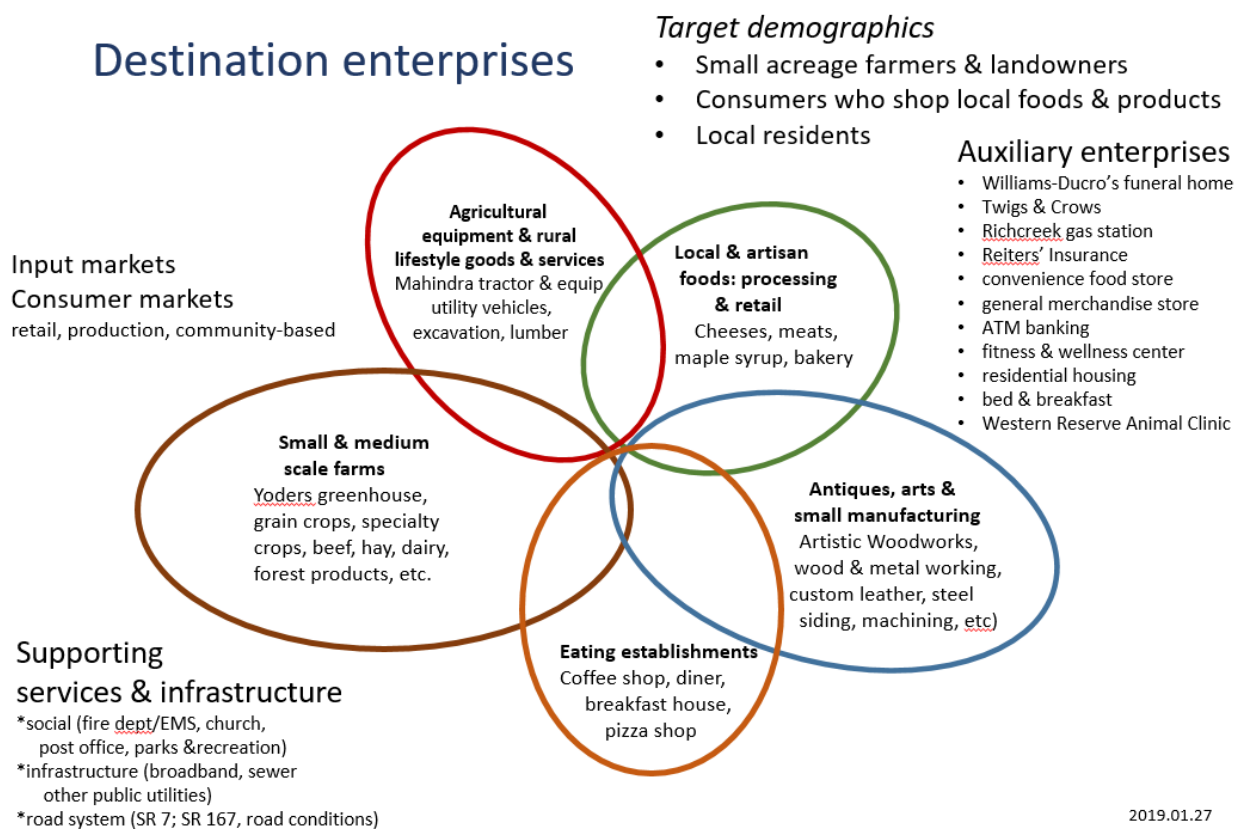 Destination enterprises
Target demographics
• Small acreage farmers & landowners
• Consumers who shop local foods & products
• Local residents
Auxiliary enterprises
• Williams-Ducro’s funeral home
• Twigs & Crows
• Richcreek gas station
• Reiters’ Insurance
• convenience food store
• general merchandise store
• ATM banking
• fitness & wellness center
• residential housing
• bed & breakfast
• Western Reserve Animal Clinic
Agricultural
equipment & rural
lifestyle goods & services
Mahindra tractor & equip
utility vehicles,
excavation, lumber
Local & artisan
foods: processing
& retail
Cheeses, meats,
maple syrup, bakery
Input markets
Consumer markets
retail, production, community-based
Small & medium
scale farms
Yoders greenhouse,
grain crops, specialty
crops, beef, hay, dairy,
forest products, etc.
Antiques, arts &
small manufacturing
Artistic Woodworks,
wood & metal working,
custom leather, steel
siding, machining, etc)
Eating establishments
Coffee shop, diner,
breakfast house,
pizza shop
Supporting
services & infrastructure
*social (fire dept/EMS, church,
post office, parks &recreation)
*infrastructure (broadband, sewer
other public utilities)
*road system (SR 7; SR 167, road conditions)
2019.01.27